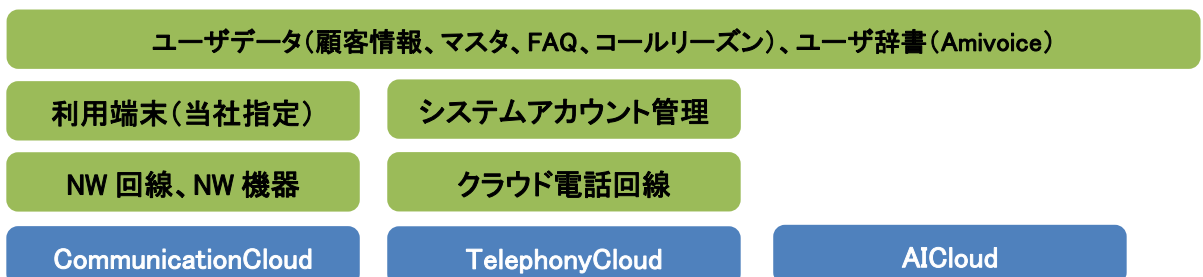 ユーザデータ(顧客情報、マスタ、FAQ、コールリーズン)、ユーザ辞書(Amivoice)
利用端末(当社指定)
システムアカウント管理
NW 回線、NW 機器
クラウド電話回線
CommunicationCloud
TelephonyCloud
AICloud